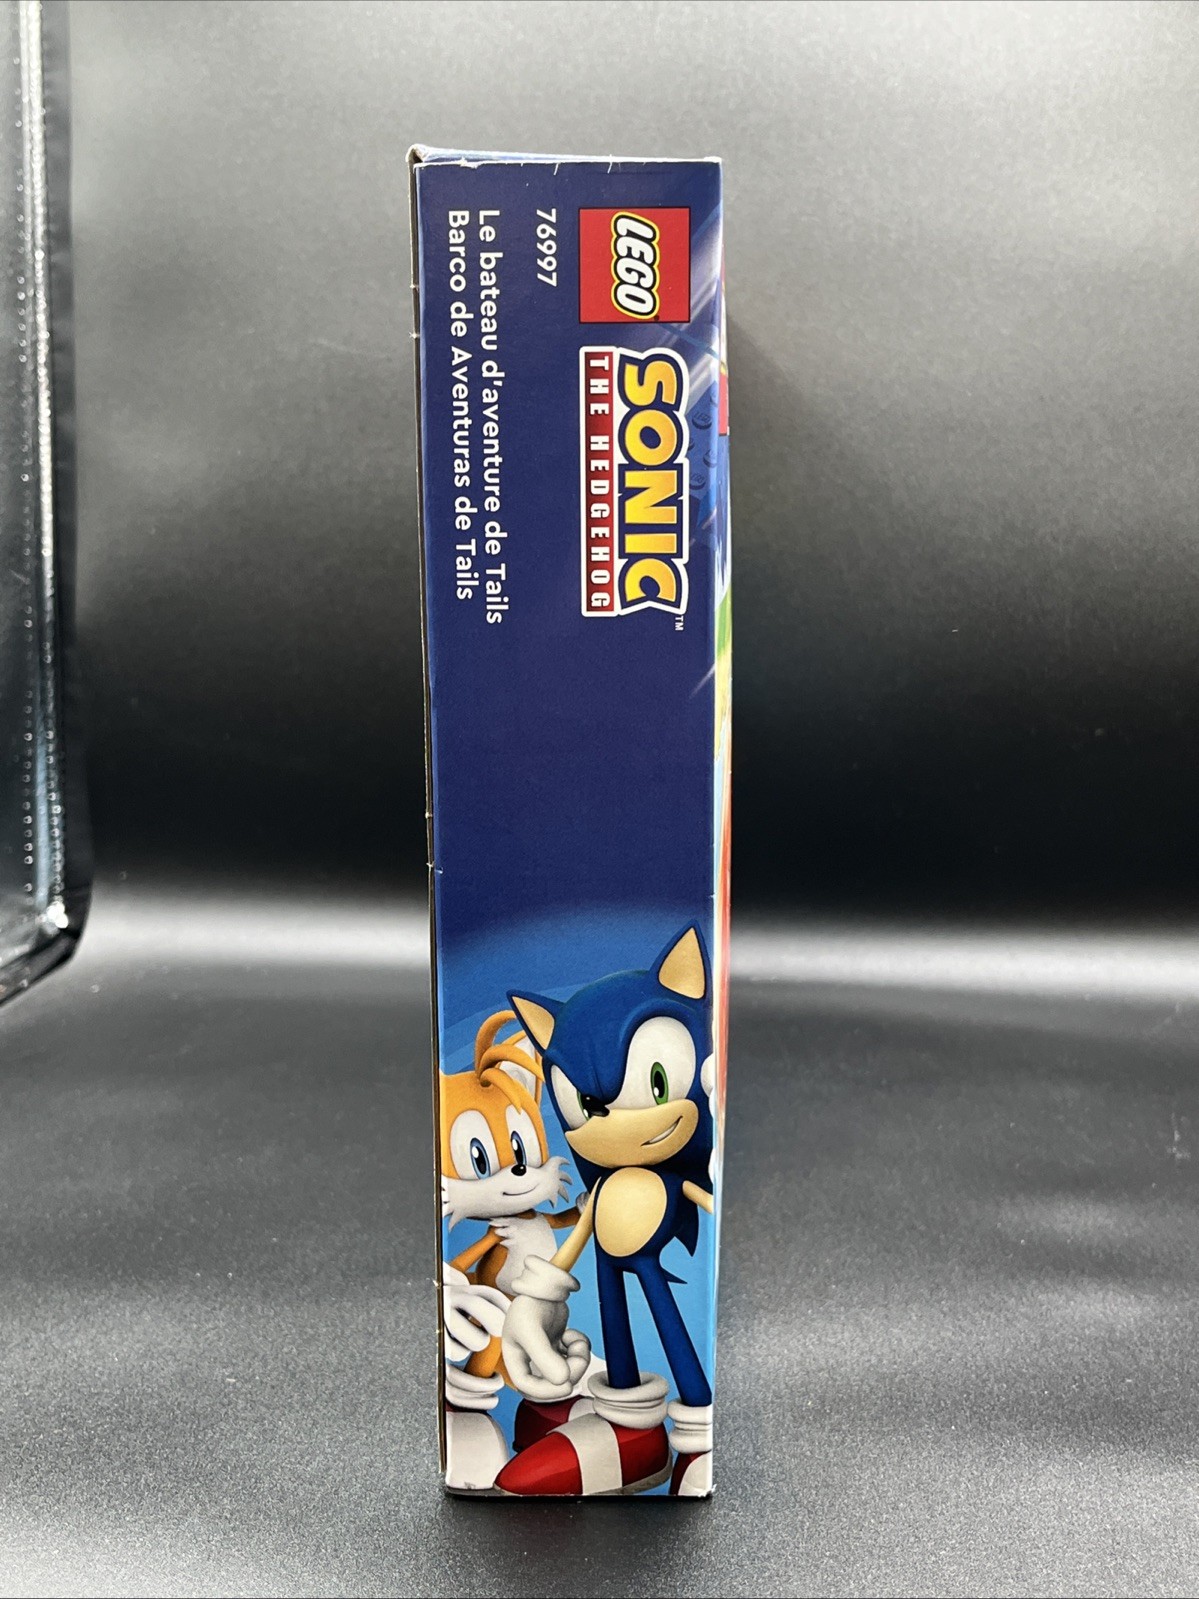 LEGO
SONIC
THE HEDGEHOG
TM
76997
Le bateau d'aventure de Tails
Barco de Aventuras de Tails